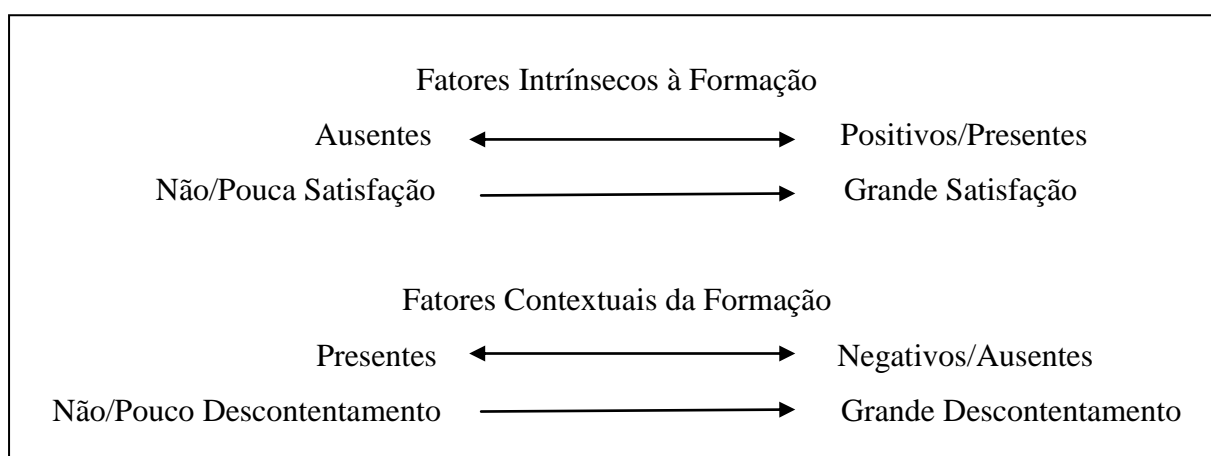 Fatores Intrínsecos à Formação
Ausentes Positivos/Presentes
Não/Pouca Satisfação Grande Satisfação
Fatores Contextuais da Formação
Presentes Negativos/Ausentes
Não/Pouco Descontentamento Grande Descontentamento